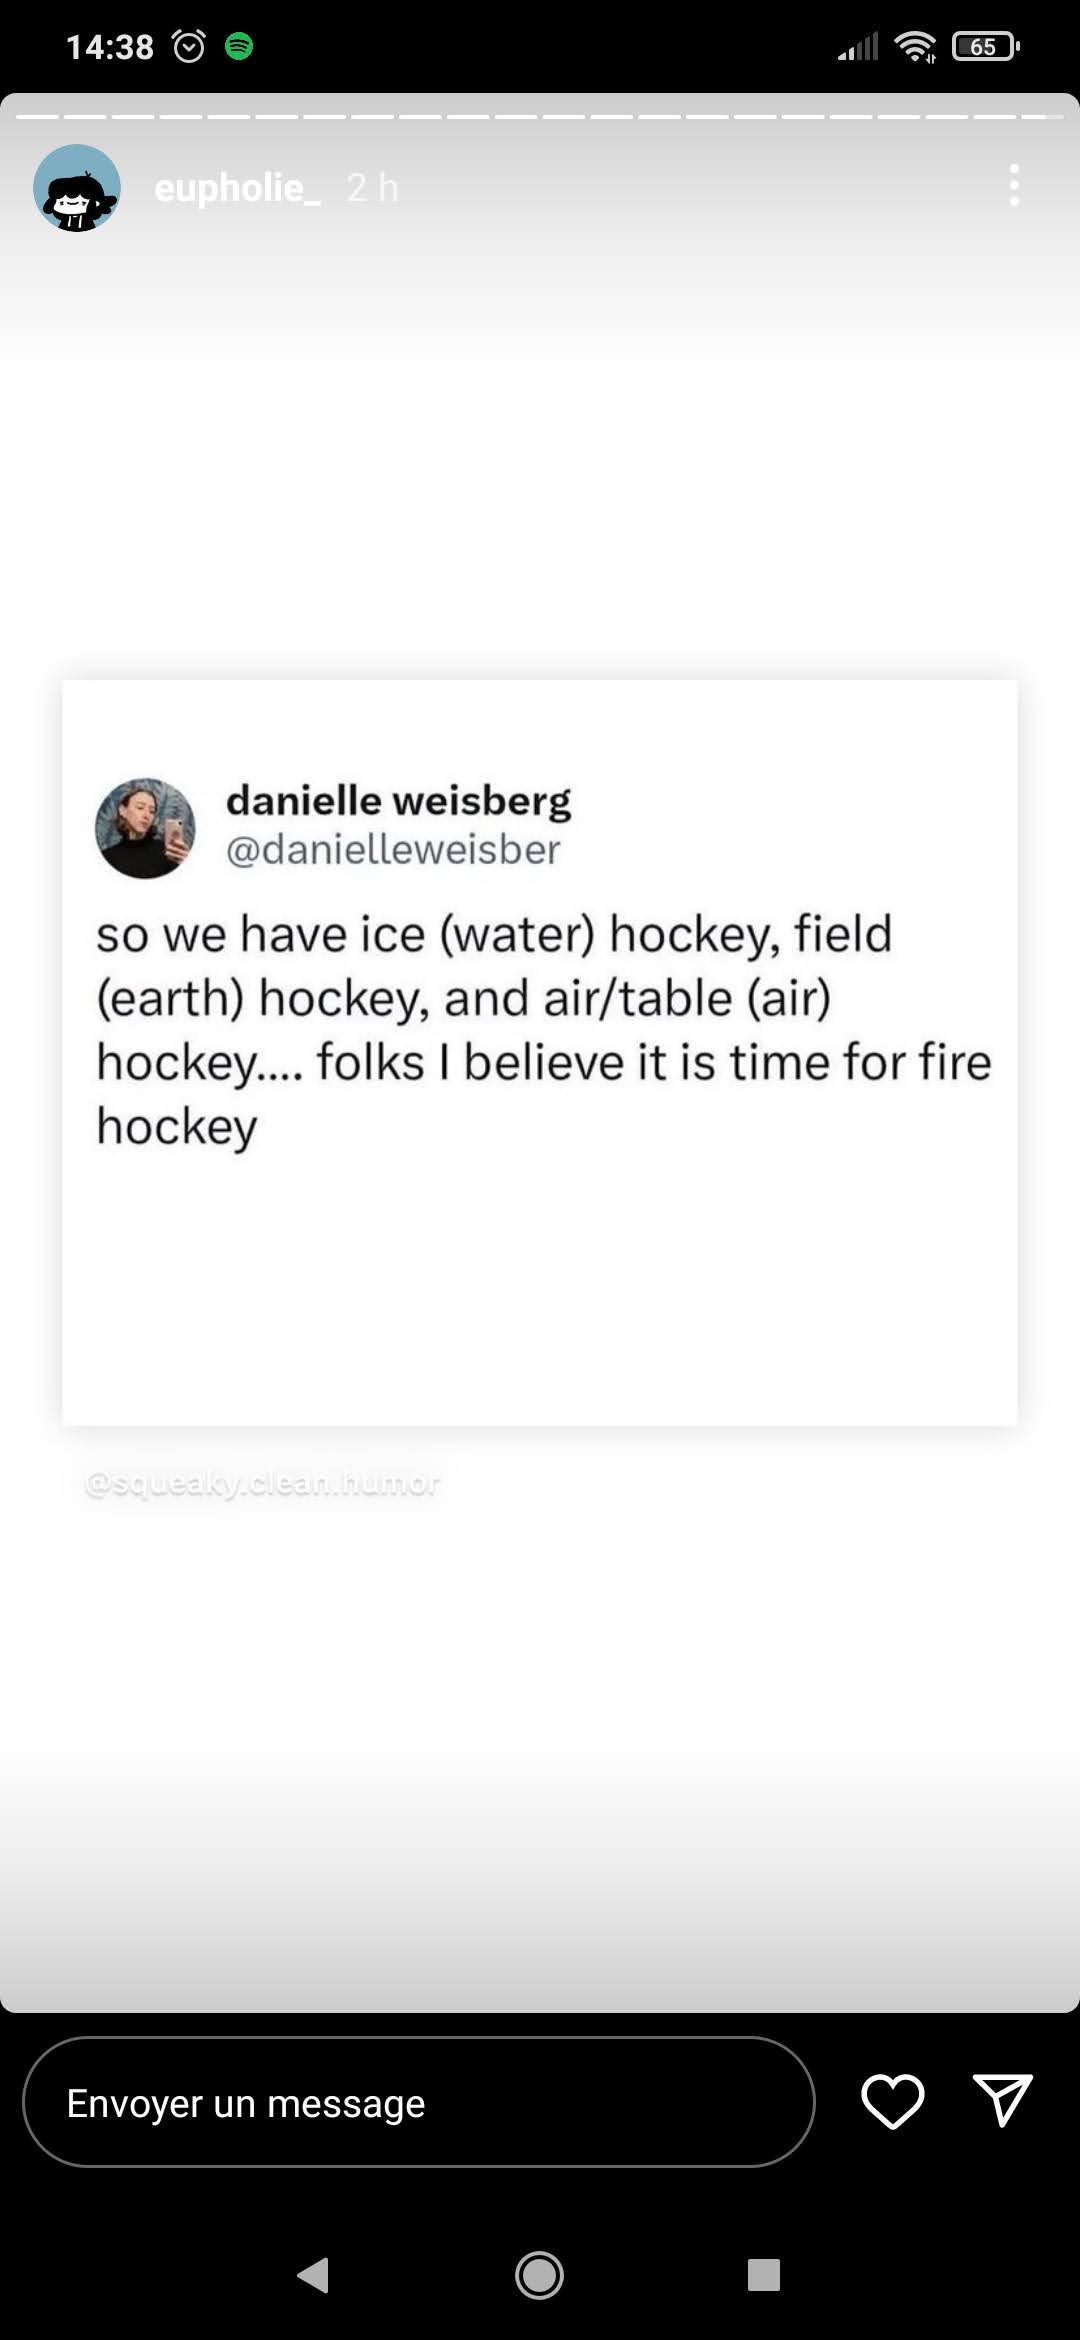 14:38
65
eupholie_ 2 h
danielle weisberg
@danielleweisber
so we have ice (water) hockey, field
(earth) hockey, and air/table (air)
hockey.... folks I believe it is time for fire
hockey
@squeaky.clean.humor
Envoyer un message